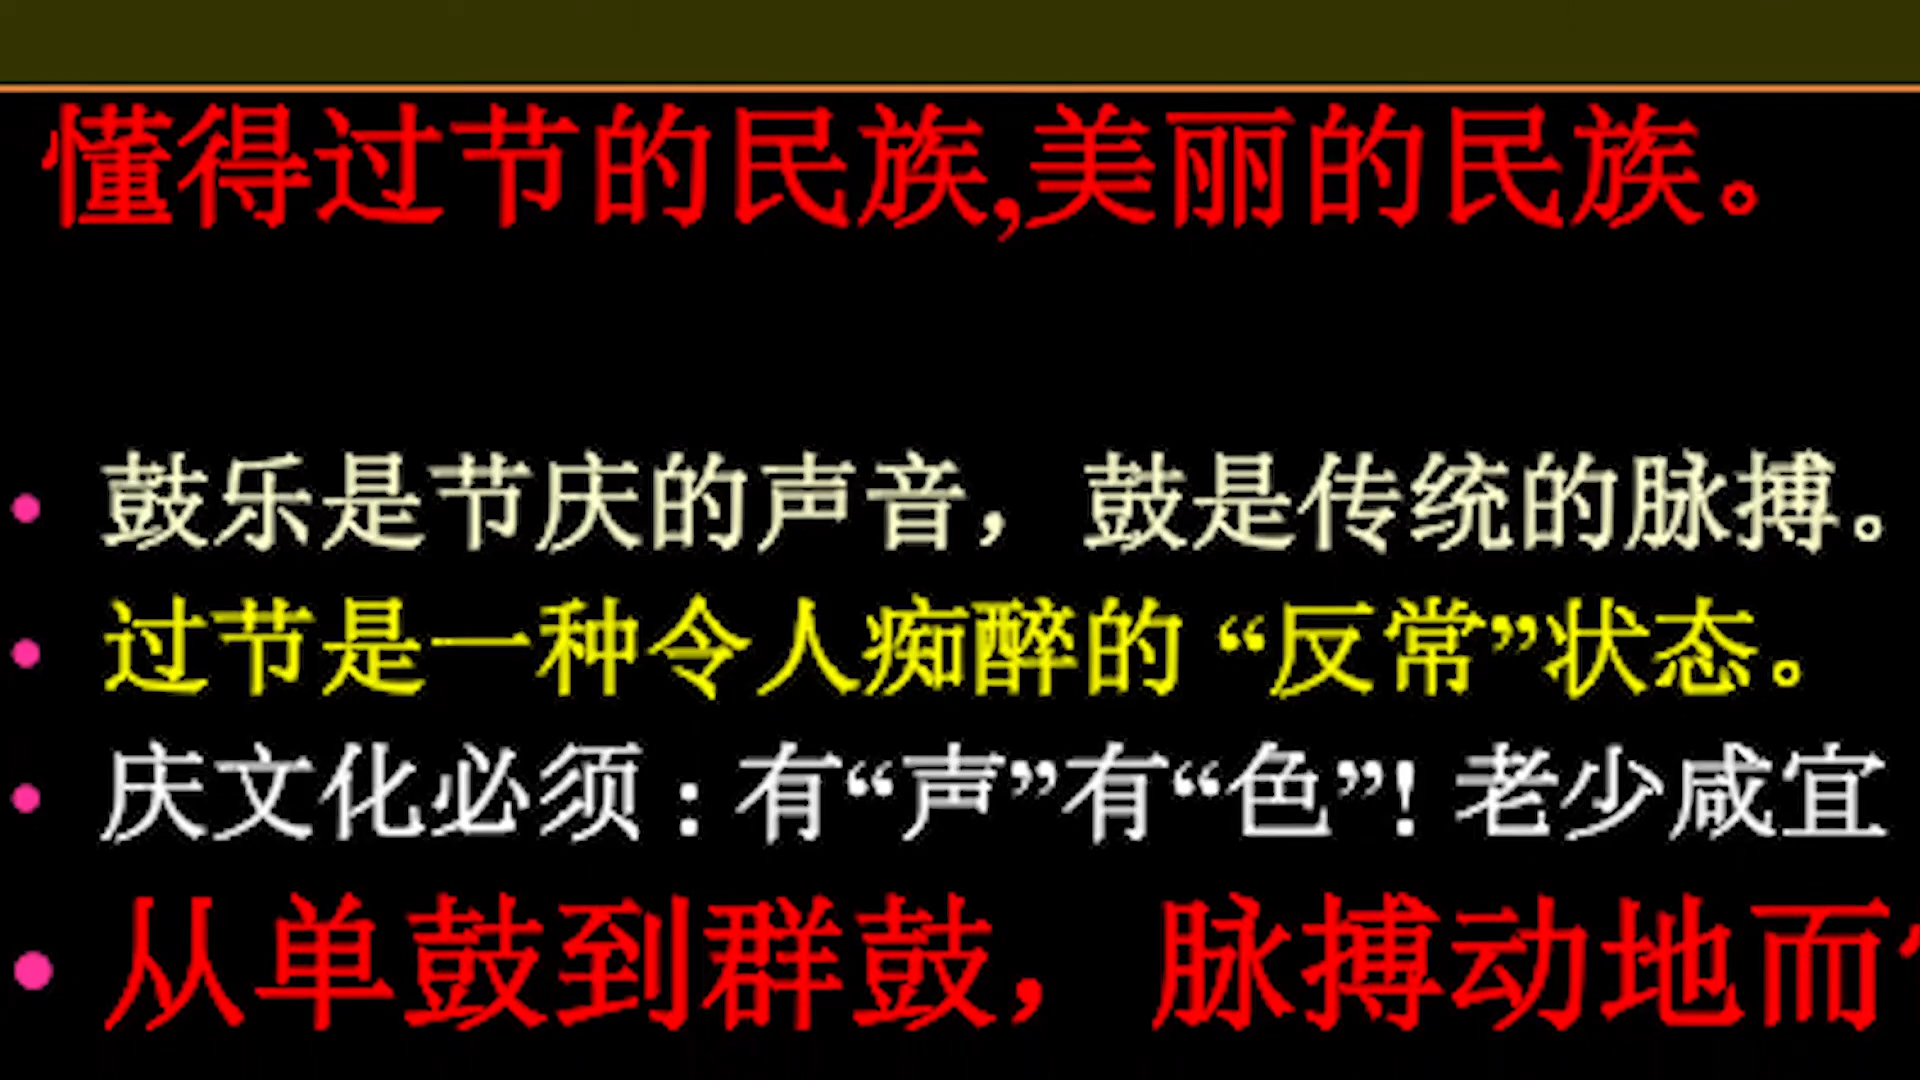 懂得过节的民族,美丽的民族。
鼓乐是节庆的声音，鼓是传统的脉搏。
过节是一种令人痴醉的 “反常”状态。
庆文化必须：有“声”有“色”！老少咸宜
从单鼓到群鼓，脉搏动地而